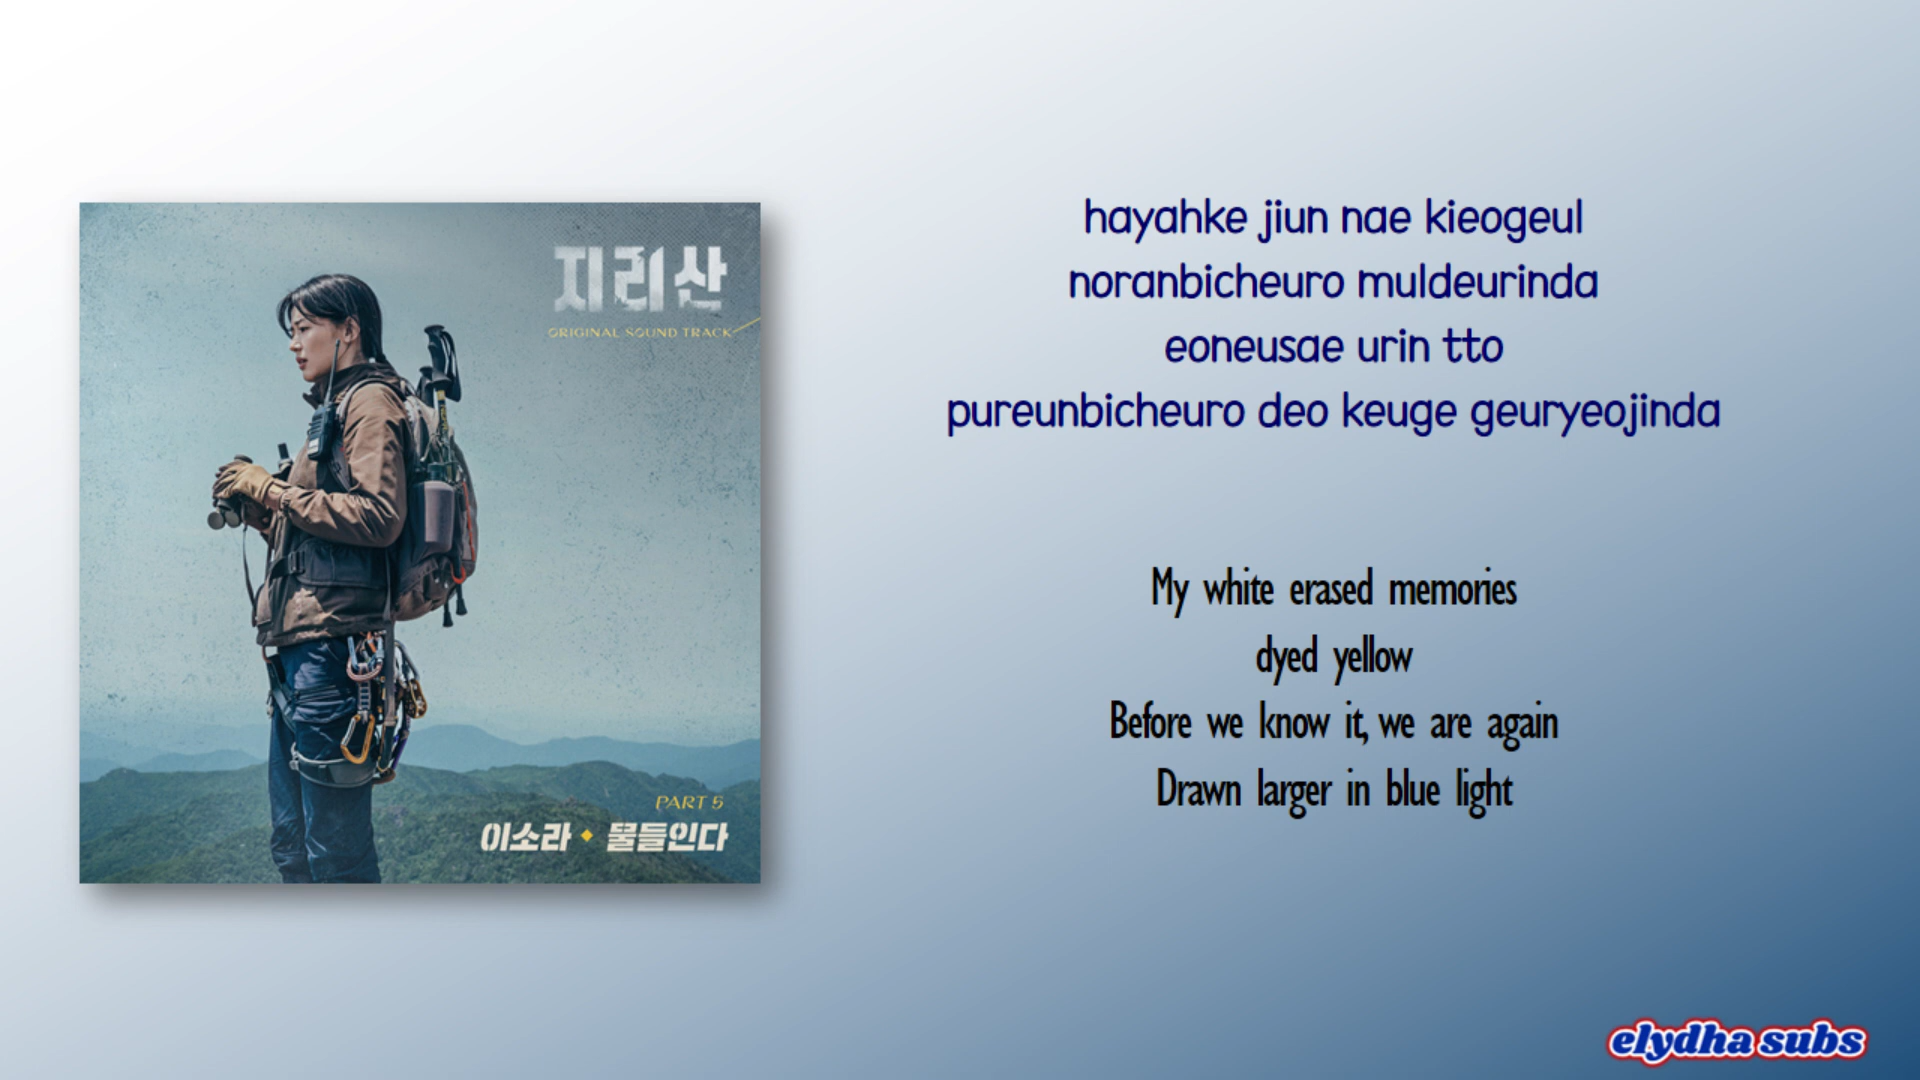 지리산
ORIGINAL SOUND TRACK
PART 5
이소라 ◆ 물들인다
hayahke jiun nae kieogeul
noranbicheuro muldeurinda
eoneusae urin tto
pureunbicheuro deo keuge geuryeojinda
My white erased memories
dyed yellow
Before we know it, we are again
Drawn larger in blue light
elydha subs